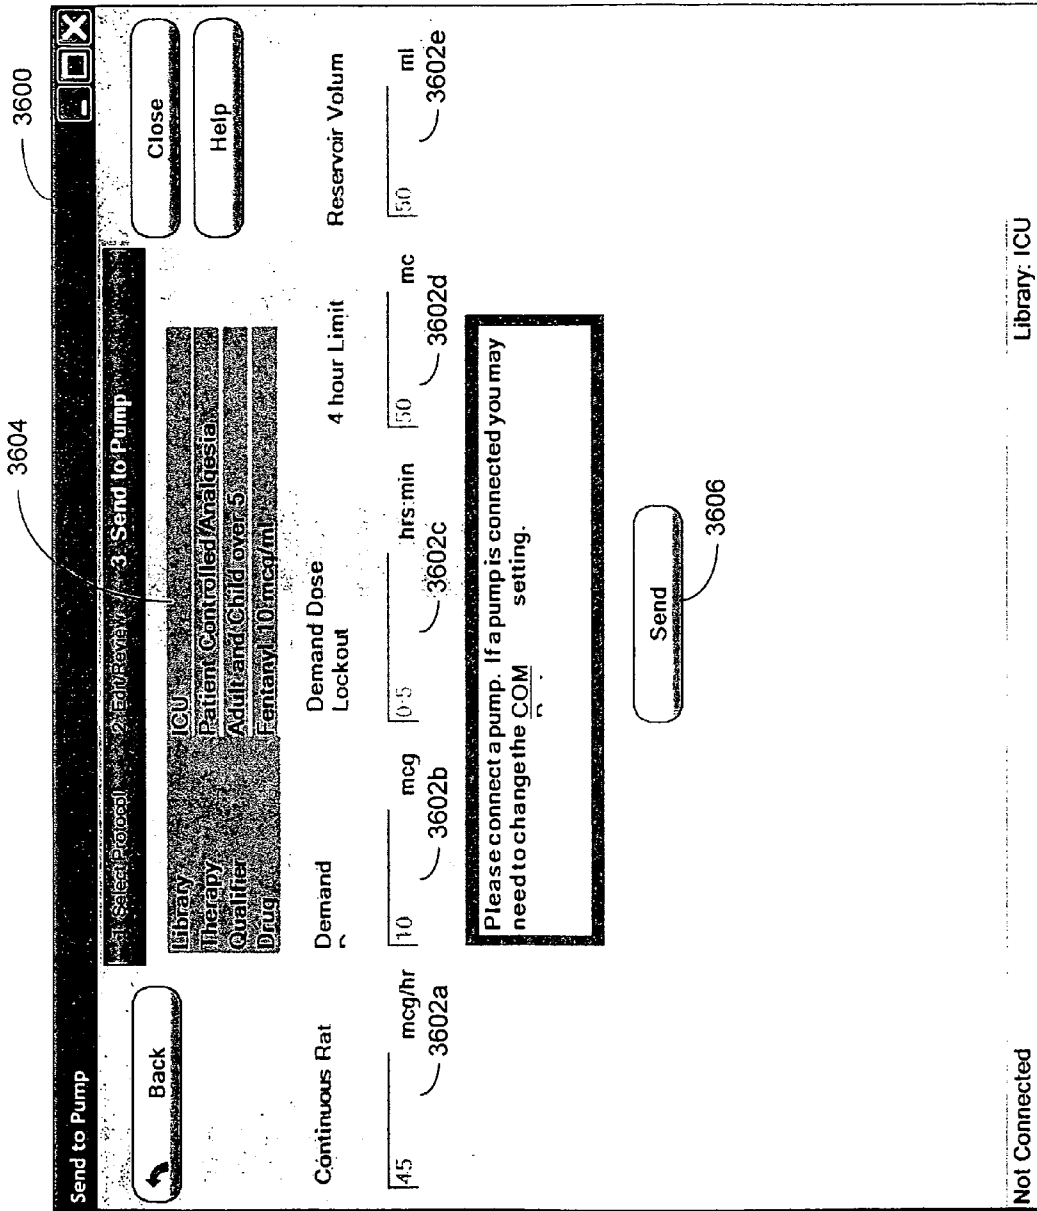 3600
Send to Pump
Back
1. Select Protocol 2. Edit/Review 3. Send to Pump
Close
Help
3604
Library ICU
Therapy Patient Controlled Analgesia
Qualifier Adult and Child over 5
Drug Fentanyl 10 mcg/ml
Continuous Rat
45 mcg/hr
3602a
Demand
10 mcg
3602b
Demand Dose
Lockout
0:5 hrs:min
3602c
4 hour Limit
50 mc
3602d
Reservoir Volum
50 ml
3602e
Please connect a pump. If a pump is connected you may
need to change the COM setting.
Send
3606
Not Connected
Library: ICU